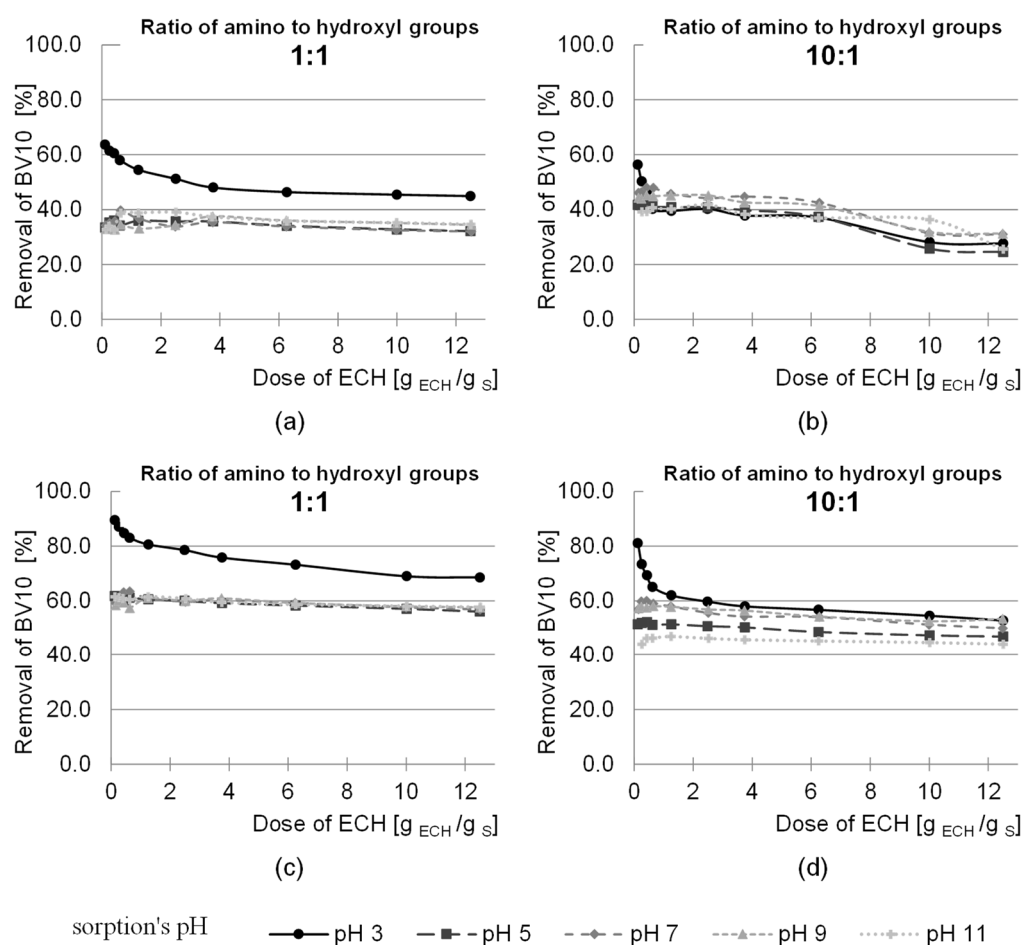 Ratio of amino to hydroxyl groups
1:1
Removal of BV10 [%]
100.0
80.0
60.0
40.0
20.0
0.0
0 2 4 6 8 10 12
Dose of ECH [g ECH /g S]
(a)
Ratio of amino to hydroxyl groups
10:1
Removal of BV10 [%]
100.0
80.0
60.0
40.0
20.0
0.0
0 2 4 6 8 10 12
Dose of ECH [g ECH /g S]
(b)
Ratio of amino to hydroxyl groups
1:1
Removal of BV10 [%]
100.0
80.0
60.0
40.0
20.0
0.0
0 2 4 6 8 10 12
Dose of ECH [g ECH /g S]
(c)
Ratio of amino to hydroxyl groups
10:1
Removal of BV10 [%]
100.0
80.0
60.0
40.0
20.0
0.0
0 2 4 6 8 10 12
Dose of ECH [g ECH /g S]
(d)
sorption's pH pH 3 pH 5 pH 7 pH 9 pH 11